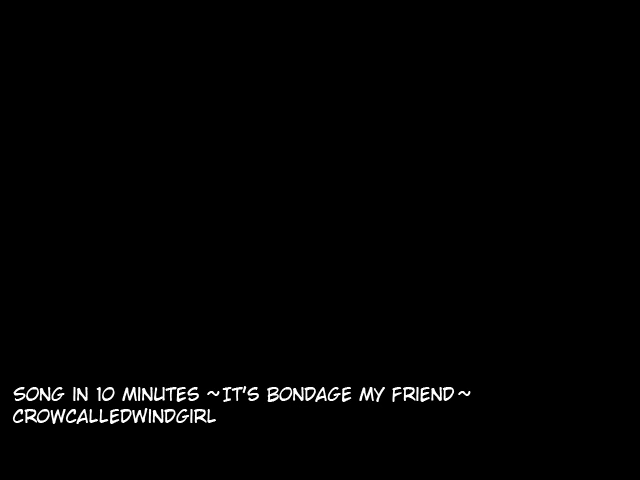 SONG IN 10 MINUTES ~IT'S BONDAGE MY FRIEND~
CROWCALLEDWINDGIRL